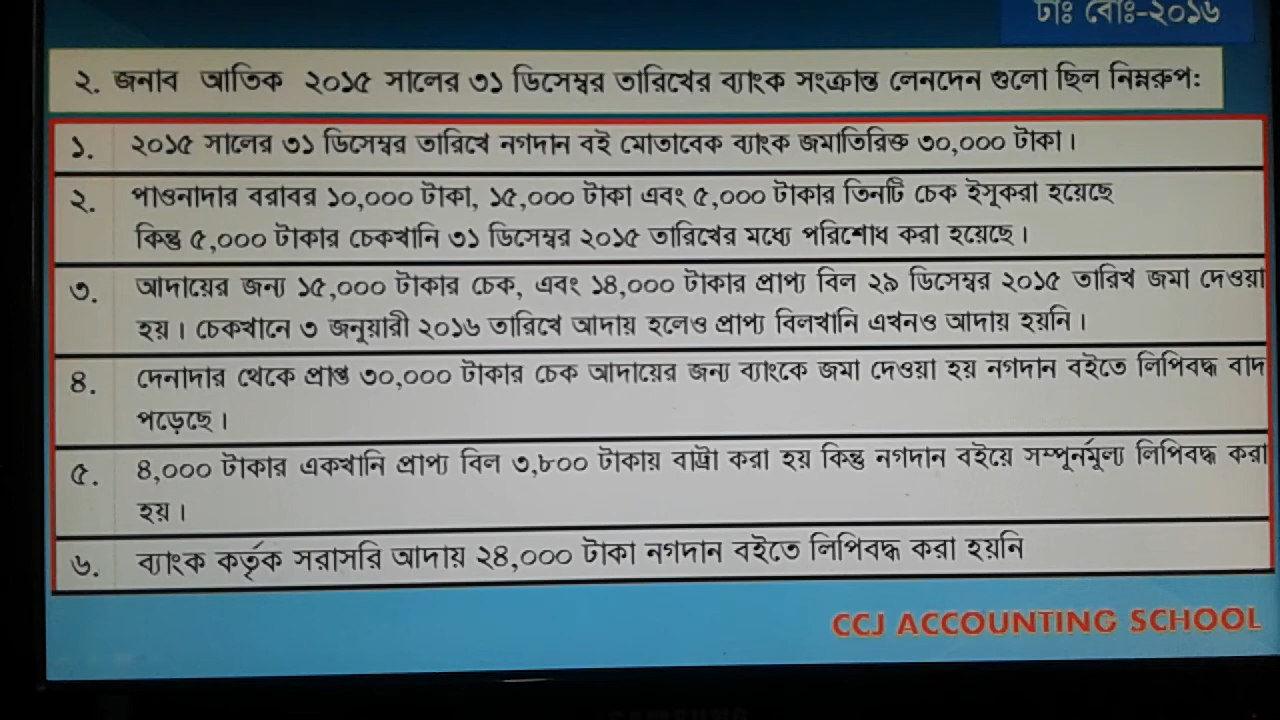 ঢাঃ বোঃ-২০১৬
২. জনাব আতিক ২০১৫ সালের ৩১ ডিসেম্বর তারিখের ব্যাংক সংক্রান্ত লেনদেন গুলো ছিল নিম্নরুপ:
১. ২০১৫ সালের ৩১ ডিসেম্বর তারিখে নগদান বই মোতাবেক ব্যাংক জমাতিরিক্ত ৩০,০০০ টাকা।
২. পাওনাদার বরাবর ১০,০০০ টাকা, ১৫,০০০ টাকা এবং ৫,০০০ টাকার তিনটি চেক ইসূকরা হয়েছে
কিন্তু ৫,০০০ টাকার চেকখানি ৩১ ডিসেম্বর ২০১৫ তারিখের মধ্যে পরিশোধ করা হয়েছে।
৩. আদায়ের জন্য ১৫,০০০ টাকার চেক, এবং ১৪,০০০ টাকার প্রাপ্য বিল ২৯ ডিসেম্বর ২০১৫ তারিখ জমা দেওয়া
হয়। চেকখানে ৩ জনূয়ারী ২০১৬ তারিখে আদায় হলেও প্রাপ্য বিলখানি এখনও আদায় হয়নি।
৪. দেনাদার থেকে প্রাপ্ত ৩০,০০০ টাকার চেক আদায়ের জন্য ব্যাংকে জমা দেওয়া হয় নগদান বইতে লিপিবদ্ধ বাদ
পড়েছে।
৫. ৪,০০০ টাকার একখানি প্রাপ্য বিল ৩,৮০০ টাকায় বাট্টা করা হয় কিন্তু নগদান বইয়ে সম্পূর্নমূল্য লিপিবদ্ধ করা
হয়।
৬. ব্যাংক কর্তৃক সরাসরি আদায় ২৪,০০০ টাকা নগদান বইতে লিপিবদ্ধ করা হয়নি
CCJ ACCOUNTING SCHOOL